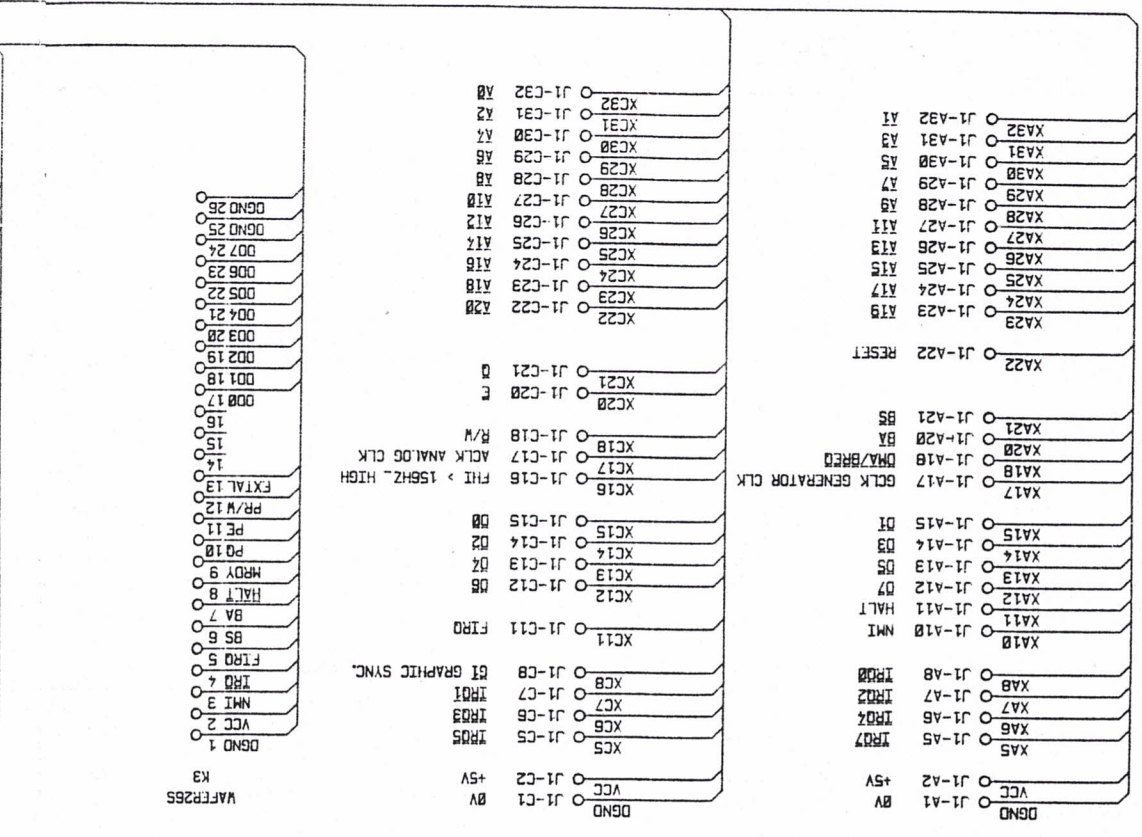 DGND J1-A1 0V
VCC J1-A2 +5V
XA5 J1-A5 IRQ7
XA6 J1-A6 IRQ4
XA7 J1-A7 IRQ2
XA8 J1-A8 IRQ0
XA10 J1-A10 NMI
XA11 J1-A11 HALT
XA12 J1-A12 D7
XA13 J1-A13 D5
XA14 J1-A14 D3
XA15 J1-A15 D1
XA17 J1-A17 GCLK GENERATOR CLK
XA18 J1-A18 DMA/BREQ
XA20 J1-A20 BA
XA21 J1-A21 BS
XA22 J1-A22 RESET
XA23 J1-A23 A19
XA24 J1-A24 A17
XA25 J1-A25 A15
XA26 J1-A26 A13
XA27 J1-A27 A11
XA28 J1-A28 A9
XA29 J1-A29 A7
XA30 J1-A30 A5
XA31 J1-A31 A3
XA32 J1-A32 A1
DGND J1-C1 0V
VCC J1-C2 +5V
XC5 J1-C5 IRQ5
XC6 J1-C6 IRQ3
XC7 J1-C7 IRQ1
XC8 J1-C8 CI GRAPHIC SYNC.
XC11 J1-C11 FIRQ
XC12 J1-C12 D6
XC13 J1-C13 D4
XC14 J1-C14 D2
XC15 J1-C15 D0
XC16 J1-C16 FHI > 156HZ_ HIGH
XC17 J1-C17 ACLK ANALOG CLK
XC18 J1-C18 R/W
XC20 J1-C20 E
XC21 J1-C21 Q
XC22 J1-C22 A20
XC23 J1-C23 A18
XC24 J1-C24 A16
XC25 J1-C25 A14
XC26 J1-C26 A12
XC27 J1-C27 A10
XC28 J1-C28 A8
XC29 J1-C29 A6
XC30 J1-C30 A4
XC31 J1-C31 A2
XC32 J1-C32 A0
WAFER26S
K3
DGND 1
VCC 2
NMI 3
IRQ 4
FIRQ 5
BS 6
BA 7
HALT 8
MRDY 9
PQ 10
PE 11
PR/W 12
EXTAL 13
14
15
16
DD0 17
DD1 18
DD2 19
DD3 20
DD4 21
DD5 22
DD6 23
DD7 24
DGND 25
DGND 26